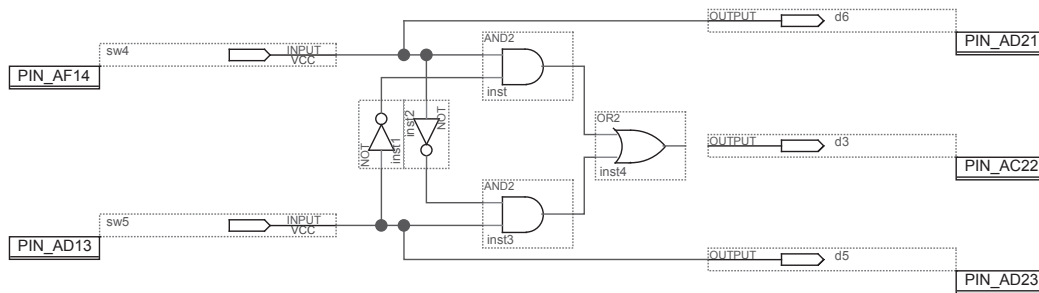 OUTPUT
d6
AND2
sw4
INPUT
VCC
PIN_AD21
PIN_AF14
inst
inst2
NOT
OR2
NOT
inst1
OUTPUT
d3
inst4
PIN_AC22
AND2
sw5
INPUT
VCC
inst3
PIN_AD13
OUTPUT
d5
PIN_AD23